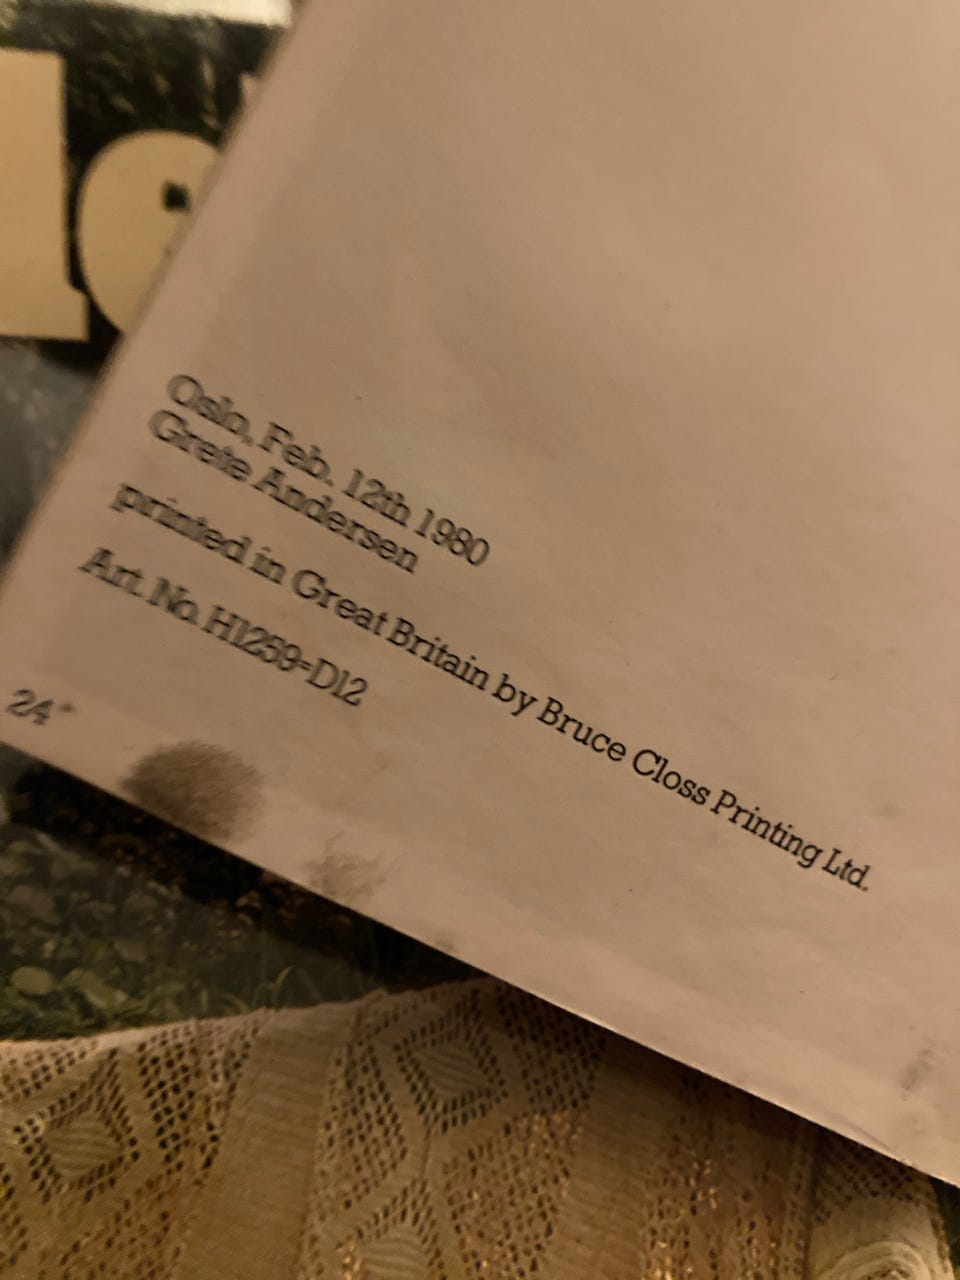 Oslo, Feb. 12th 1980
Grete Andersen
printed in Great Britain by Bruce Closs Printing Ltd.
Art. No. H1259-D12
24